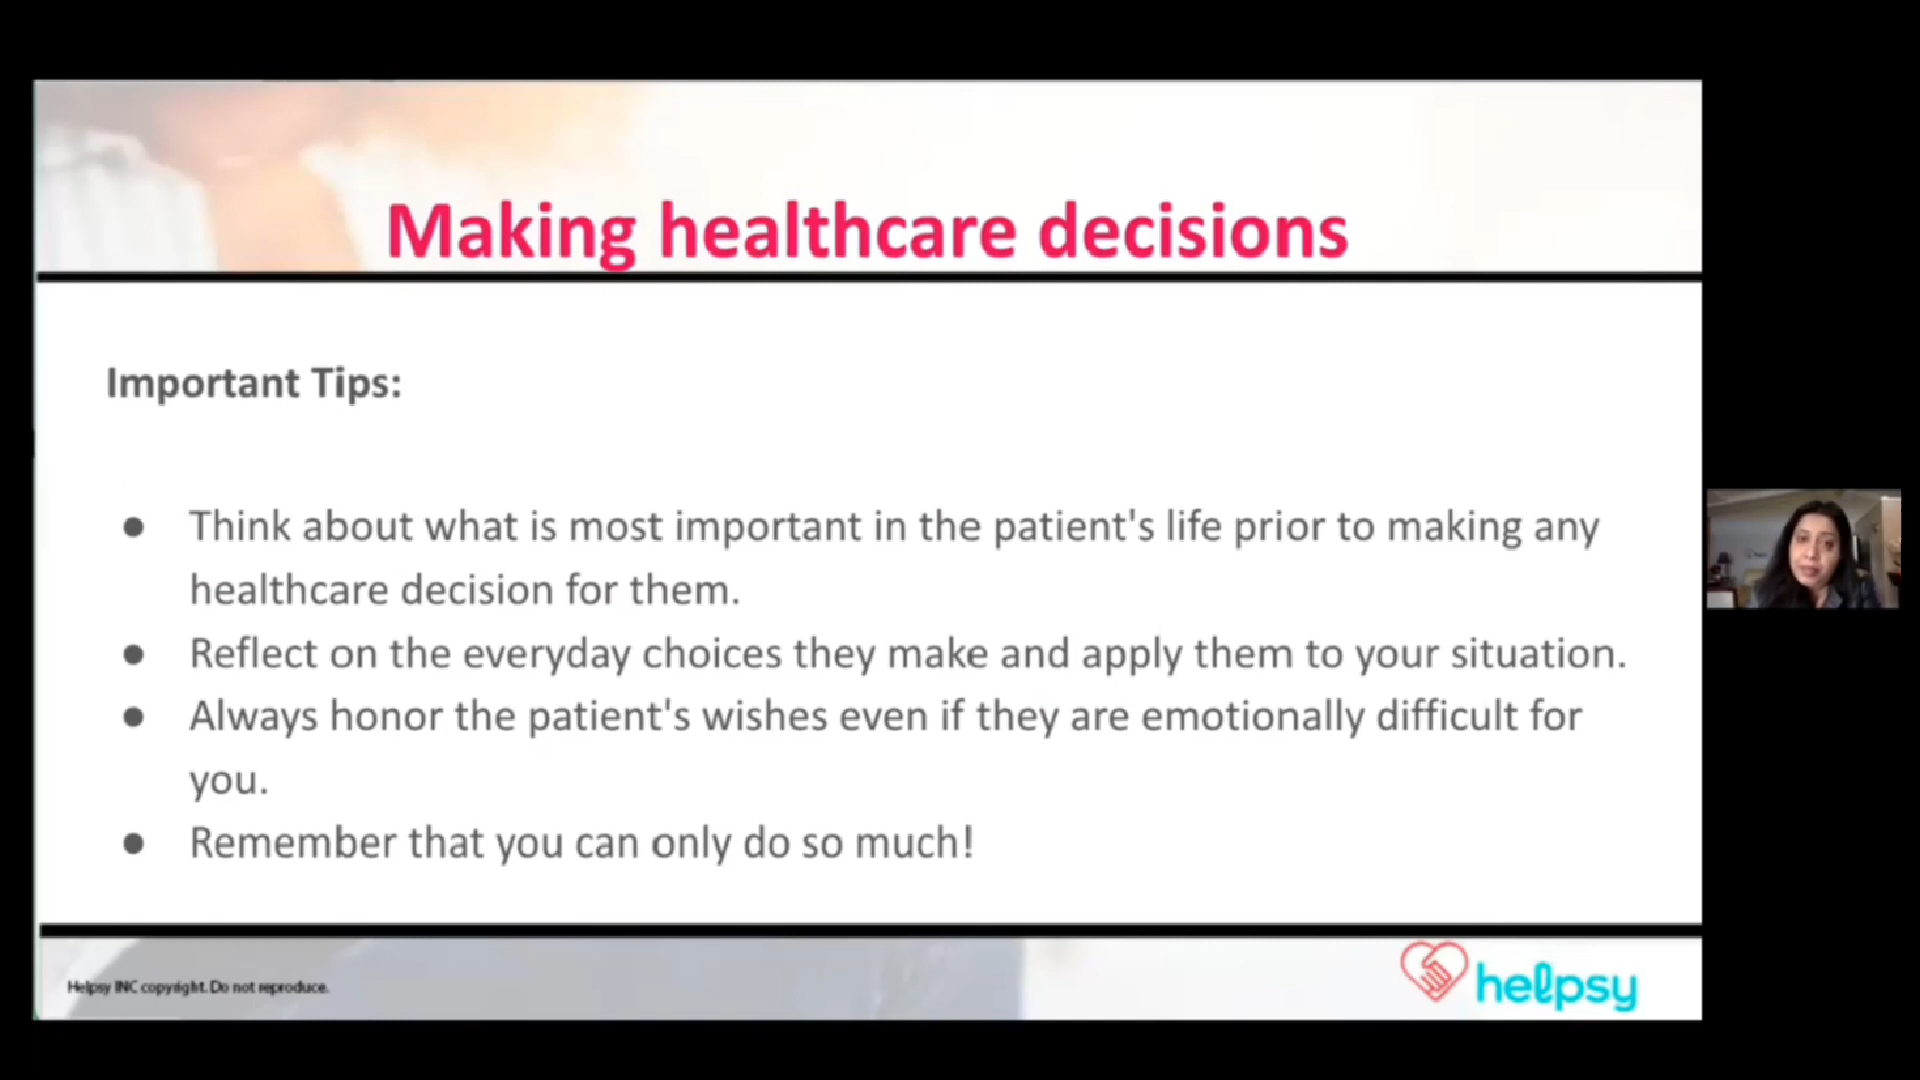 Making healthcare decisions
Important Tips:
● Think about what is most important in the patient's life prior to making any
healthcare decision for them.
● Reflect on the everyday choices they make and apply them to your situation.
● Always honor the patient's wishes even if they are emotionally difficult for
you.
● Remember that you can only do so much!
Helpsy INC copyright. Do not reproduce.
helpsy